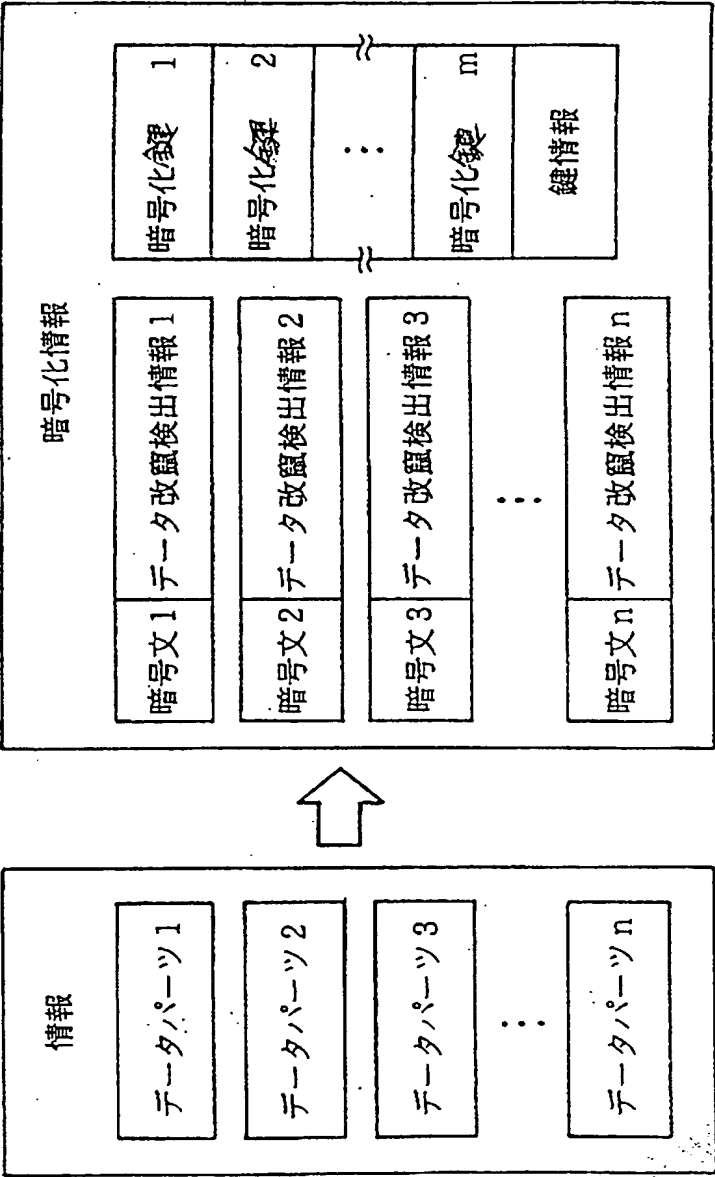 情報
データパーツ1
データパーツ2
データパーツ3
…
データパーツn
暗号化情報
暗号文1 データ改竄検出情報1
暗号文2 データ改竄検出情報2
暗号文3 データ改竄検出情報3
…
暗号文n データ改竄検出情報n
暗号化鍵 1
暗号化鍵 2
…
暗号化鍵 m
鍵情報